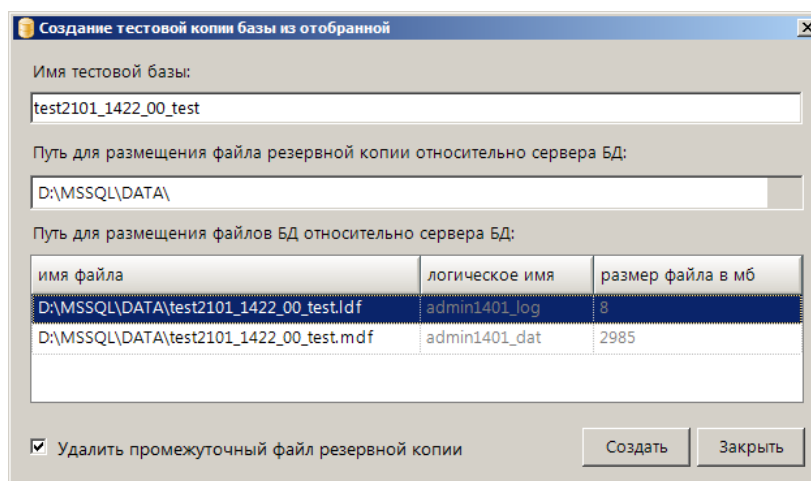 Создание тестовой копии базы из отобранной
Имя тестовой базы:
test2101_1422_00_test
Путь для размещения файла резервной копии относительно сервера БД:
D:\MSSQL\DATA\
Путь для размещения файлов БД относительно сервера БД:
имя файла логическое имя размер файла в мб
D:\MSSQL\DATA\test2101_1422_00_test.ldf admin1401_log 8
D:\MSSQL\DATA\test2101_1422_00_test.mdf admin1401_dat 2985
Удалить промежуточный файл резервной копии Создать Закрыть